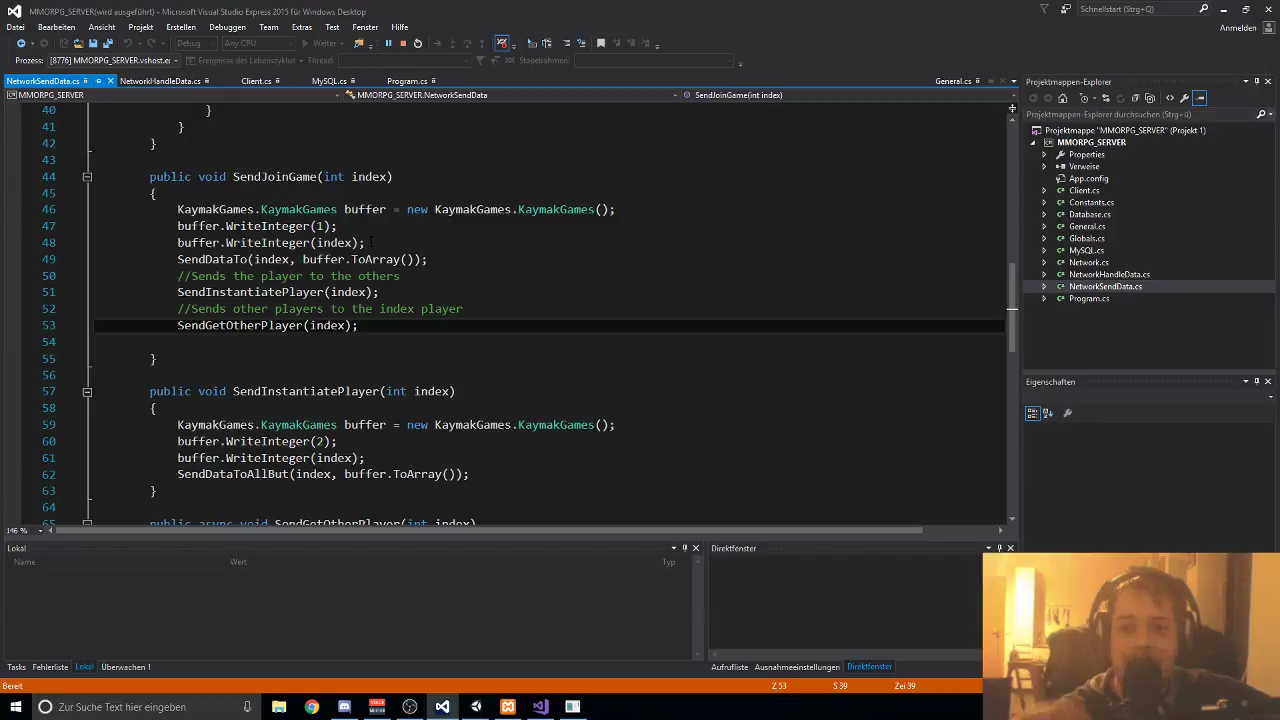 MMORPG_SERVER(wird ausgeführt) - Microsoft Visual Studio Express 2015 für Windows Desktop
Schnellstart (Strg+Q)
Datei Bearbeiten Ansicht Projekt Erstellen Debuggen Team Extras Test Fenster Hilfe
Anmelden
Debug Any CPU Weiter
Prozess: [8776] MMORPG_SERVER.vshost.e Ereignisse des Lebenszyklus Thread: Stapelrahmen:
NetworkSendData.cs NetworkHandleData.cs Client.cs MySQL.cs Program.cs General.cs
MMORPG_SERVER MMORPG_SERVER.NetworkSendData SendJoinGame(int index)
40 }
41 }
42 }
43
44 public void SendJoinGame(int index)
45 {
46 KaymakGames.KaymakGames buffer = new KaymakGames.KaymakGames();
47 buffer.WriteInteger(1);
48 buffer.WriteInteger(index);
49 SendDataTo(index, buffer.ToArray());
50 //Sends the player to the others
51 SendInstantiatePlayer(index);
52 //Sends other players to the index player
53 SendGetOtherPlayer(index);
54
55 }
56
57 public void SendInstantiatePlayer(int index)
58 {
59 KaymakGames.KaymakGames buffer = new KaymakGames.KaymakGames();
60 buffer.WriteInteger(2);
61 buffer.WriteInteger(index);
62 SendDataToAllBut(index, buffer.ToArray());
63 }
64
65 public async void SendGetOtherPlayer(int index)
146 %
Projektmappen-Explorer
Projektmappen-Explorer durchsuchen (Strg+ü)
Projektmappe "MMORPG_SERVER" (Projekt 1)
MMORPG_SERVER
Properties
Verweise
App.config
Client.cs
Constants.cs
Database.cs
General.cs
Globals.cs
MySQL.cs
Network.cs
NetworkHandleData.cs
NetworkSendData.cs
Program.cs
Eigenschaften
Lokal
Name Wert Typ
Direktfenster
Tasks Fehlerliste Lokal Überwachen 1
Aufrufliste Ausnahmeeinstellungen Direktfenster
Bereit Z 53 S 39 Zei 39
Zur Suche Text hier eingeben